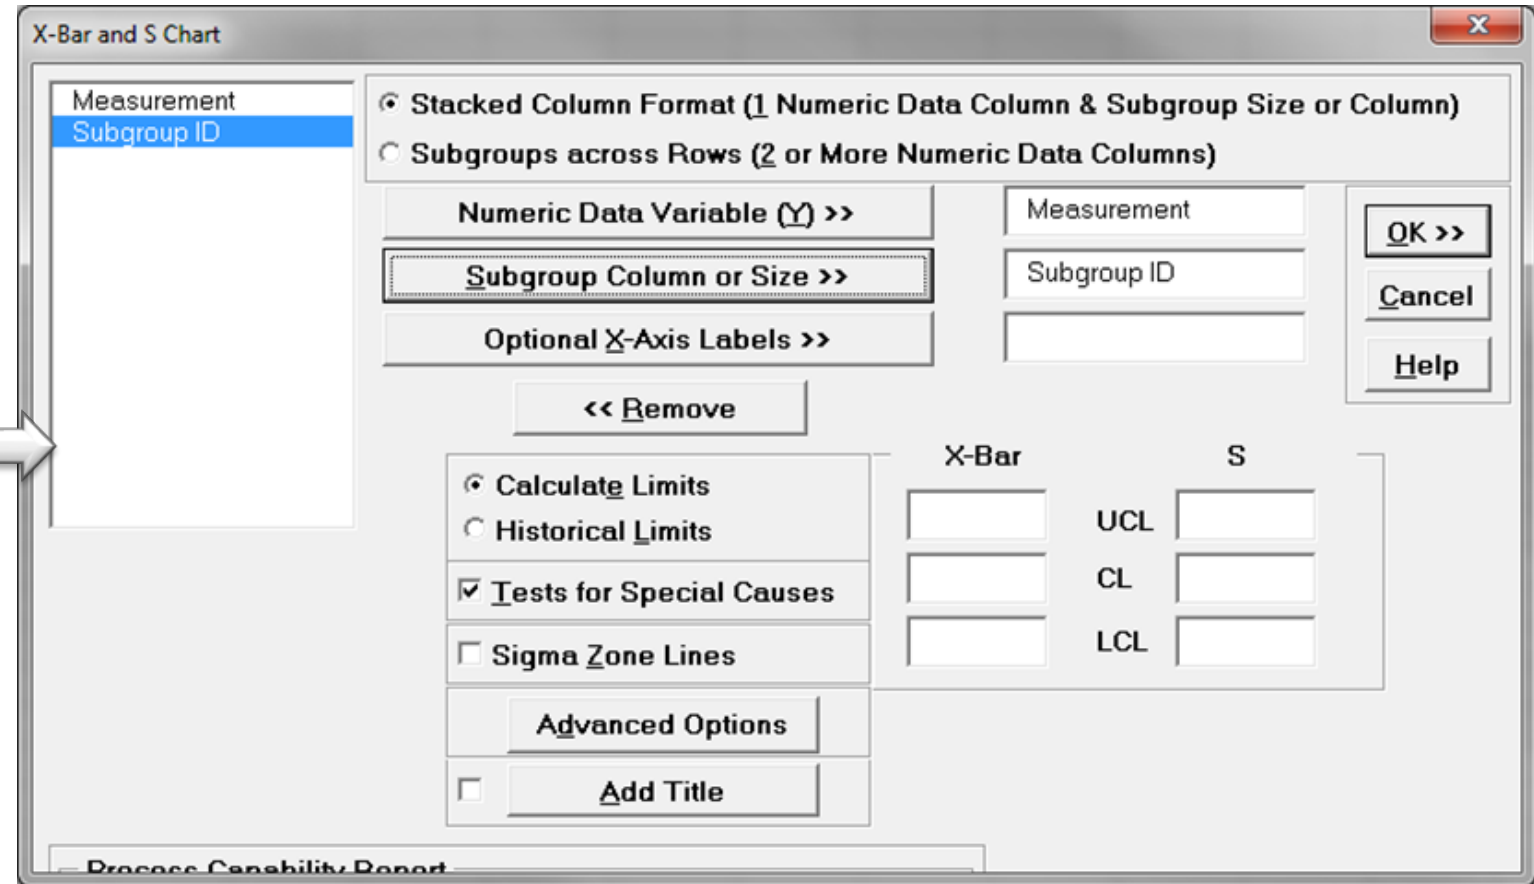 X-Bar and S Chart
Measurement
Subgroup ID
Stacked Column Format (1 Numeric Data Column & Subgroup Size or Column)
Subgroups across Rows (2 or More Numeric Data Columns)
Numeric Data Variable (Y) >>
Measurement
Subgroup Column or Size >>
Subgroup ID
Optional X-Axis Labels >>
<< Remove
OK >>
Cancel
Help
Calculate Limits
Historical Limits
Tests for Special Causes
Sigma Zone Lines
Advanced Options
Add Title
X-Bar
S
UCL
CL
LCL
Process Capability Report